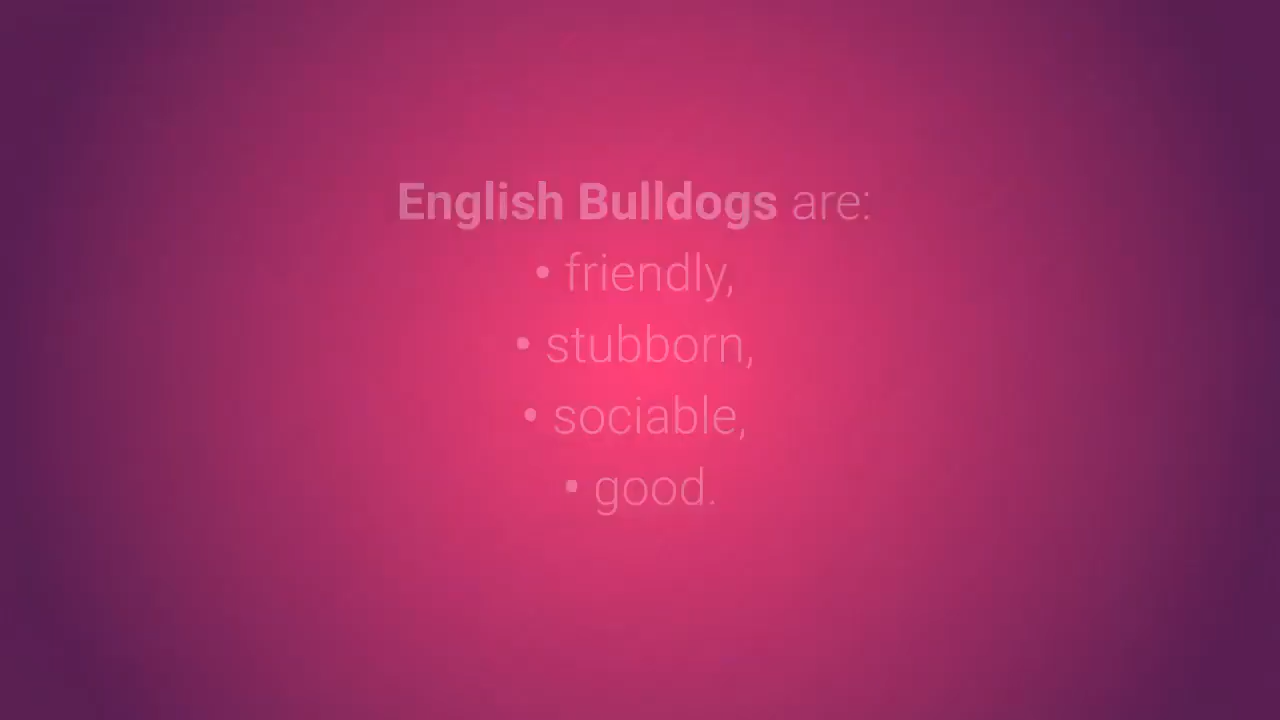 English Bulldogs are:
• friendly,
• stubborn,
• sociable,
• good.